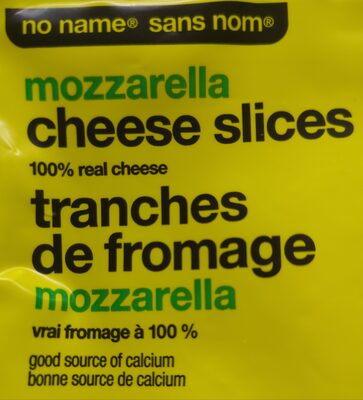 no name® sans nom®
mozzarella
cheese slices
100% real cheese
tranches
de fromage
mozzarella
vrai fromage à 100 %
good source of calcium
bonne source de calcium